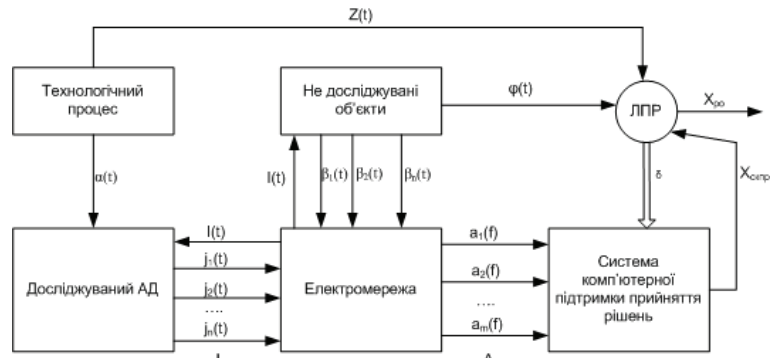 Z(t)
Технологічний
процес
Не досліджувані
об'єкти
φ(t)
ЛПР
Xро
α(t)
I(t)
β1(t)
β2(t)
βn(t)
δ
Xсппр
Досліджуваний АД
I(t)
j1(t)
j2(t)
....
jn(t)
Електромережа
a1(f)
a2(f)
....
am(f)
Система
комп'ютерної
підтримки прийняття
рішень